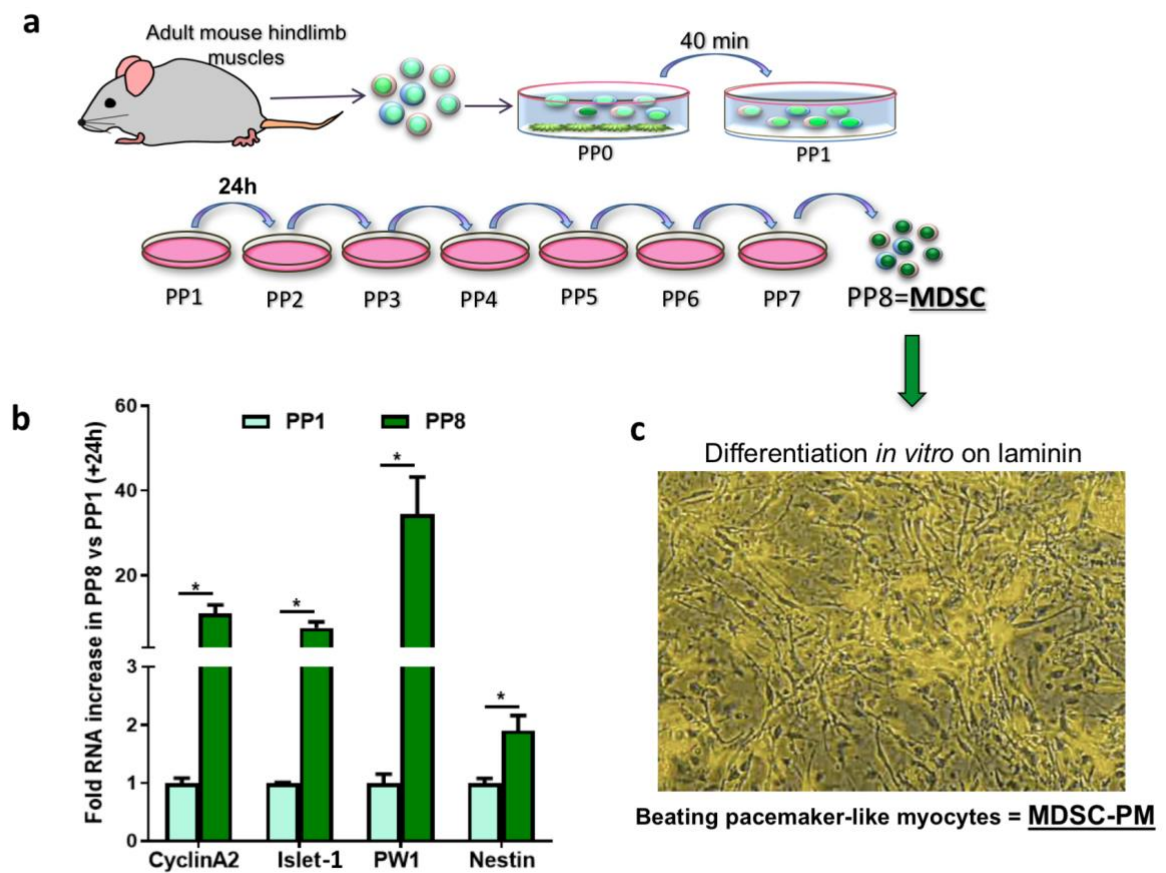 a
Adult mouse hindlimb
muscles
40 min
PP0
PP1
24h
PP1 PP2 PP3 PP4 PP5 PP6 PP7 PP8=MDSC
b
Fold RNA increase in PP8 vs PP1 (+24h)
60
40
20
3
2
1
0
PP1 PP8
*
*
*
*
CyclinA2 Islet-1 PW1 Nestin
c
Differentiation in vitro on laminin
Beating pacemaker-like myocytes = MDSC-PM